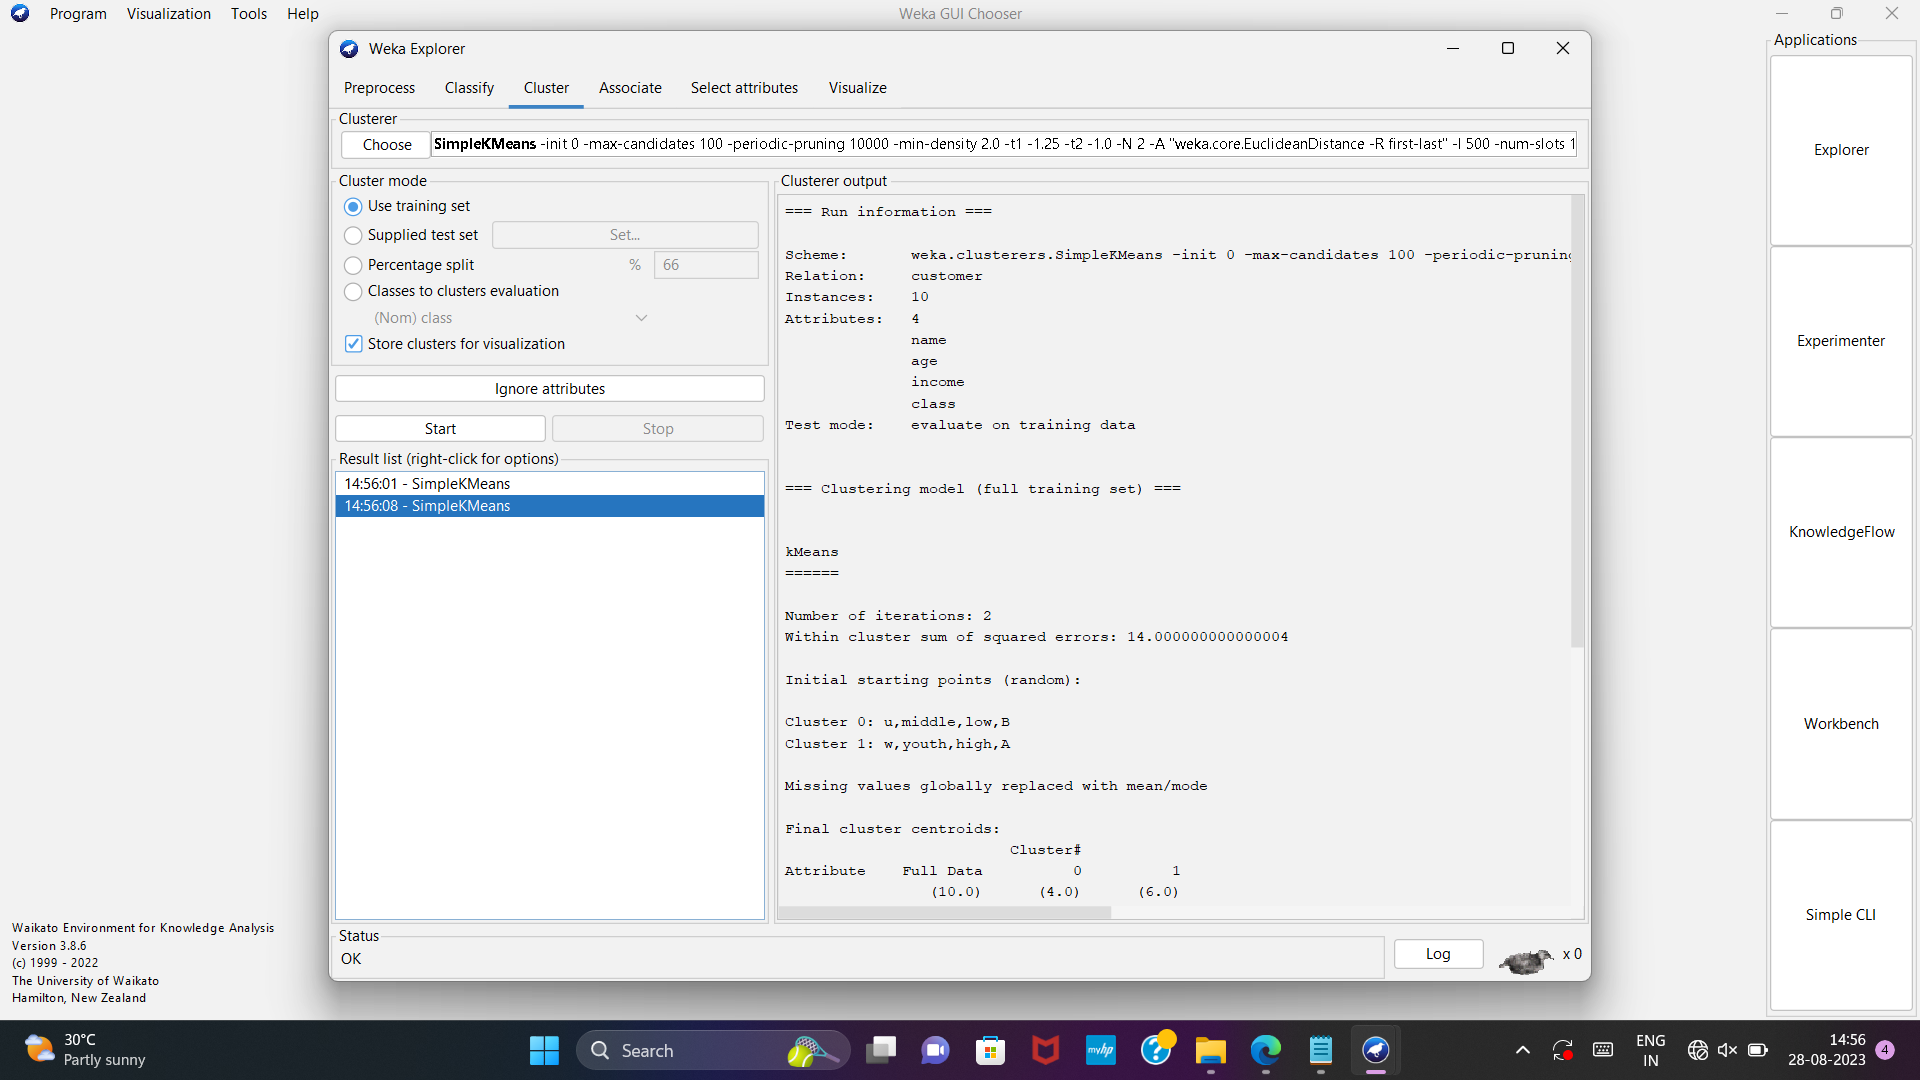 Program Visualization Tools Help
Weka GUI Chooser
Applications
Explorer
Experimenter
KnowledgeFlow
Workbench
Simple CLI
Weka Explorer
Preprocess Classify Cluster Associate Select attributes Visualize
Clusterer
Choose
SimpleKMeans -init 0 -max-candidates 100 -periodic-pruning 10000 -min-density 2.0 -t1 -1.25 -t2 -1.0 -N 2 -A "weka.core.EuclideanDistance -R first-last" -I 500 -num-slots 1
Cluster mode
Use training set
Supplied test set Set...
Percentage split % 66
Classes to clusters evaluation
(Nom) class
Store clusters for visualization
Ignore attributes
Start Stop
Result list (right-click for options)
14:56:01 - SimpleKMeans
14:56:08 - SimpleKMeans
Clusterer output
=== Run information ===
Scheme: weka.clusterers.SimpleKMeans -init 0 -max-candidates 100 -periodic-pruning
Relation: customer
Instances: 10
Attributes: 4
name
age
income
class
Test mode: evaluate on training data
=== Clustering model (full training set) ===
kMeans
======
Number of iterations: 2
Within cluster sum of squared errors: 14.000000000000004
Initial starting points (random):
Cluster 0: u,middle,low,B
Cluster 1: w,youth,high,A
Missing values globally replaced with mean/mode
Final cluster centroids:
Cluster#
Attribute Full Data 0 1
(10.0) (4.0) (6.0)
Status
OK
Log
x 0
Waikato Environment for Knowledge Analysis
Version 3.8.6
(c) 1999 - 2022
The University of Waikato
Hamilton, New Zealand
30°C
Partly sunny
Search
myhp
ENG
IN
14:56
28-08-2023
4